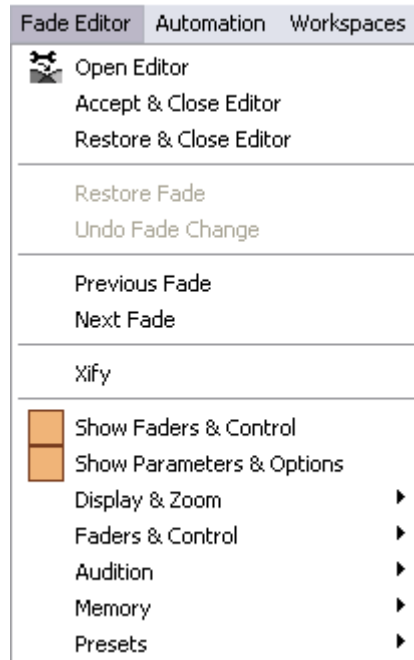 Fade Editor Automation Workspaces
Open Editor
Accept & Close Editor
Restore & Close Editor
Restore Fade
Undo Fade Change
Previous Fade
Next Fade
Xify
Show Faders & Control
Show Parameters & Options
Display & Zoom
Faders & Control
Audition
Memory
Presets